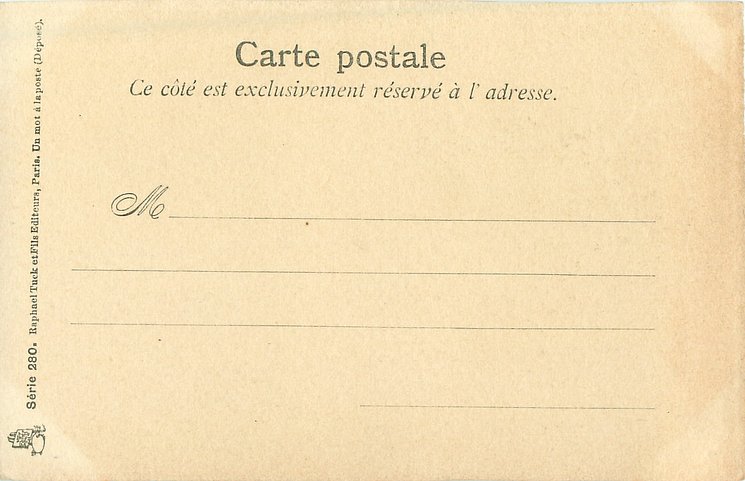 Carte postale
Ce côté est exclusivement réservé à l' adresse.
M
Série 280. Raphael Tuck et Fils Editeurs, Paris. Un mot à la poste (Déposé).